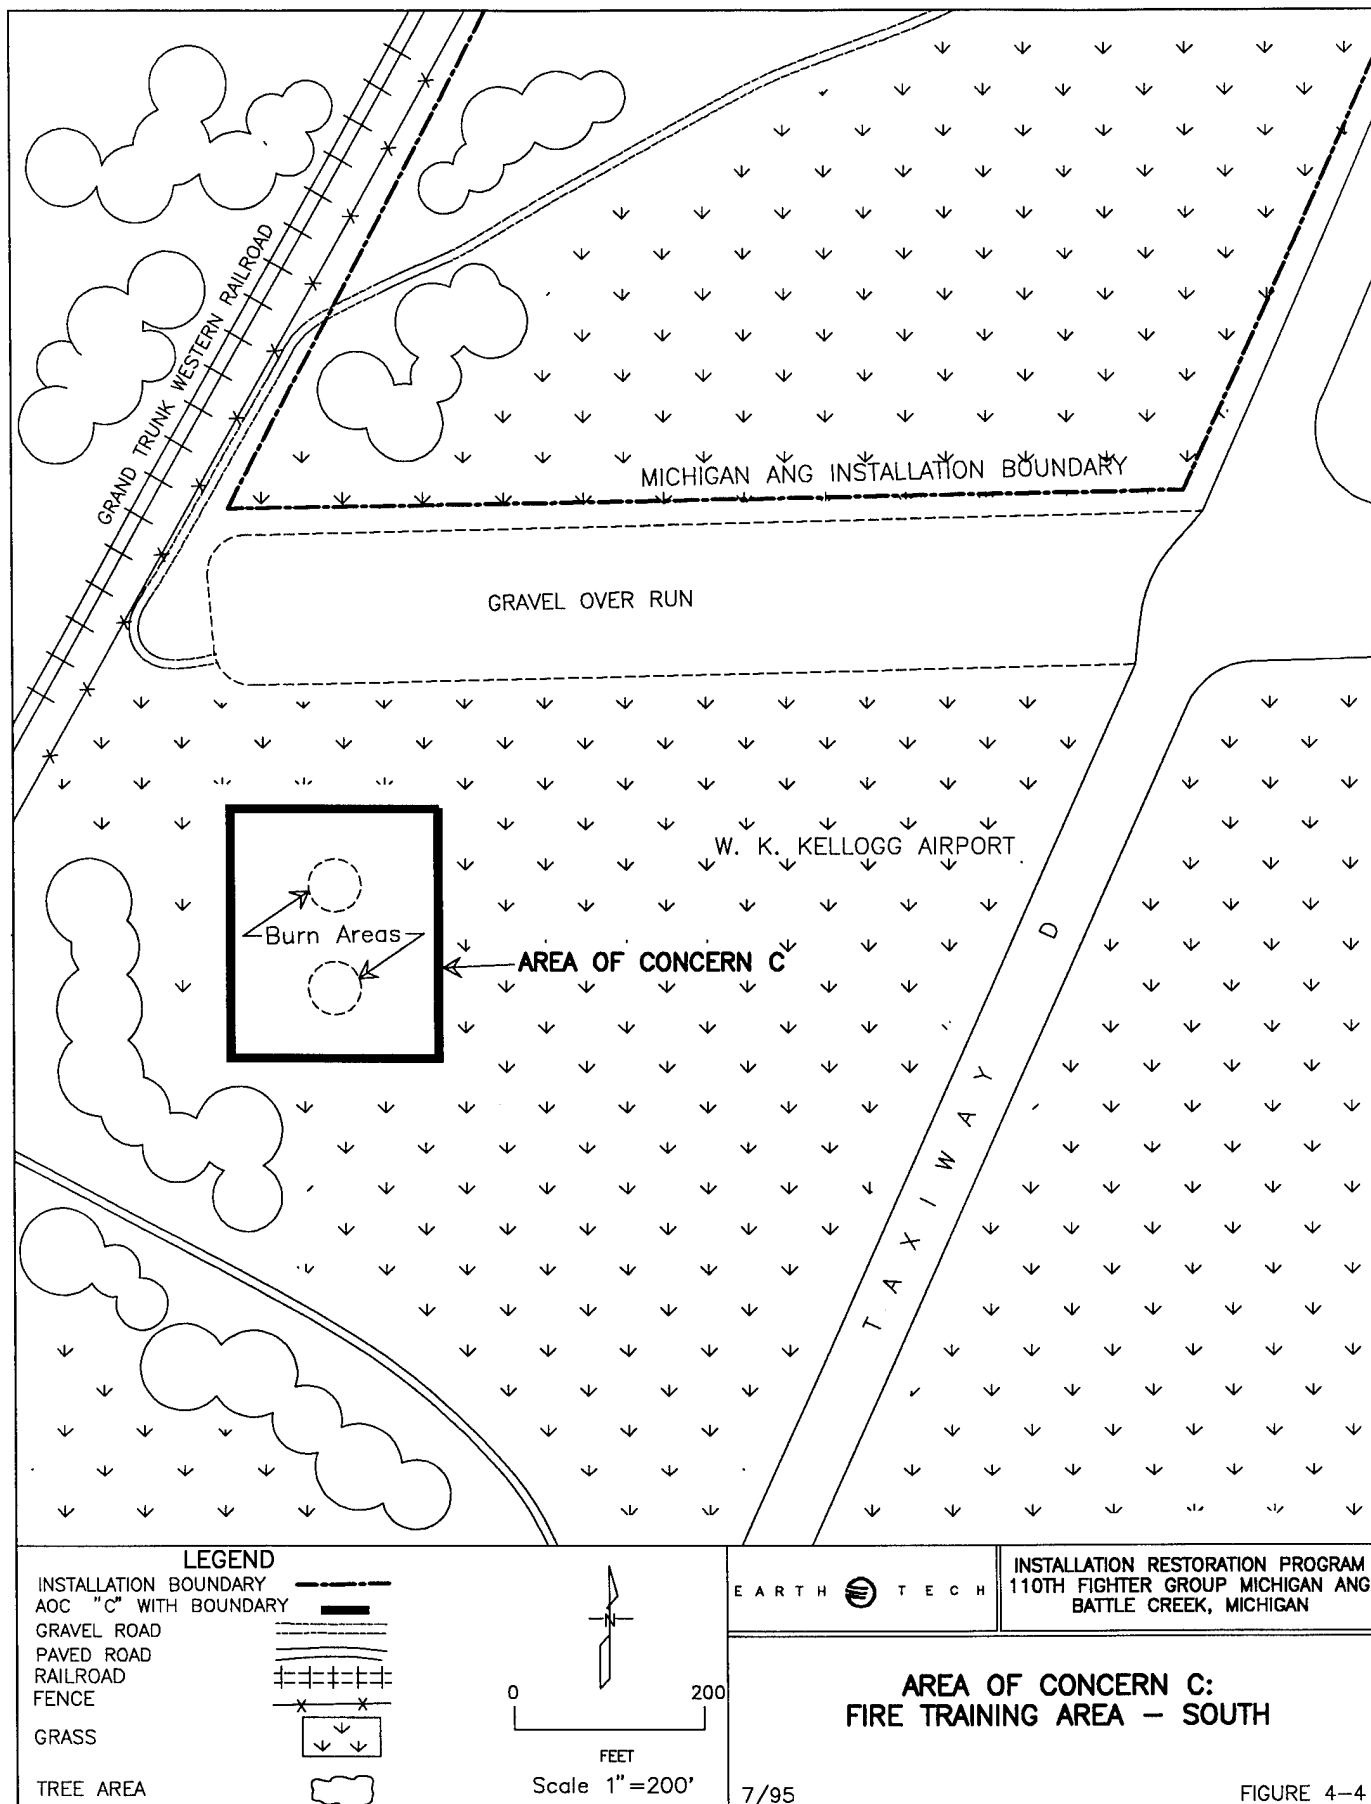 GRAND TRUNK WESTERN RAILROAD
MICHIGAN ANG INSTALLATION BOUNDARY
GRAVEL OVER RUN
W. K. KELLOGG AIRPORT
Burn Areas
AREA OF CONCERN C
TAXIWAY D
LEGEND
INSTALLATION BOUNDARY
AOC "C" WITH BOUNDARY
GRAVEL ROAD
PAVED ROAD
RAILROAD
FENCE
GRASS
TREE AREA
N
0 200
FEET
Scale 1"=200'
EARTH TECH
INSTALLATION RESTORATION PROGRAM
110TH FIGHTER GROUP MICHIGAN ANG
BATTLE CREEK, MICHIGAN
AREA OF CONCERN C:
FIRE TRAINING AREA – SOUTH
7/95
FIGURE 4–4